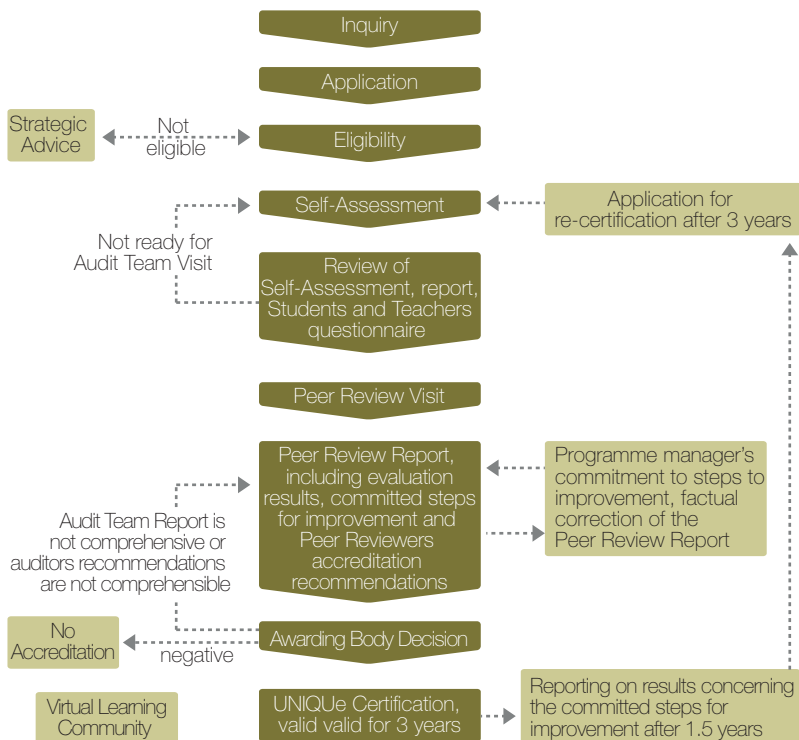 Inquiry
Application
Strategic
Advice
Not
eligible
Eligibility
Self-Assessment
Application for
re-certification after 3 years
Not ready for
Audit Team Visit
Review of
Self-Assessment, report,
Students and Teachers
questionnaire
Peer Review Visit
Peer Review Report,
including evaluation
results, committed steps
for improvement and
Peer Reviewers
accreditation
recommendations
Programme manager's
commitment to steps to
improvement, factual
correction of the
Peer Review Report
Audit Team Report is
not comprehensive or
auditors recommendations
are not comprehensible
No
Accreditation
negative
Awarding Body Decision
Virtual Learning
Community
UNIQUe Certification,
valid valid for 3 years
Reporting on results concerning
the committed steps for
improvement after 1.5 years